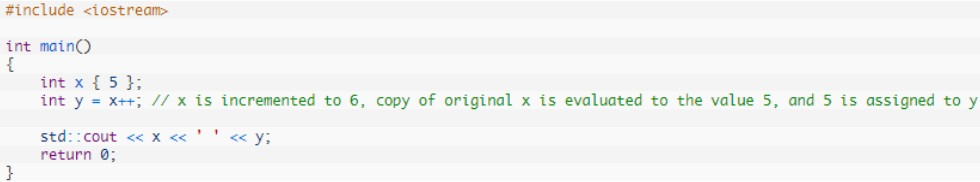 #include <iostream>
int main()
{
int x { 5 };
int y = x++; // x is incremented to 6, copy of original x is evaluated to the value 5, and 5 is assigned to y
std::cout << x << ' ' << y;
return 0;
}